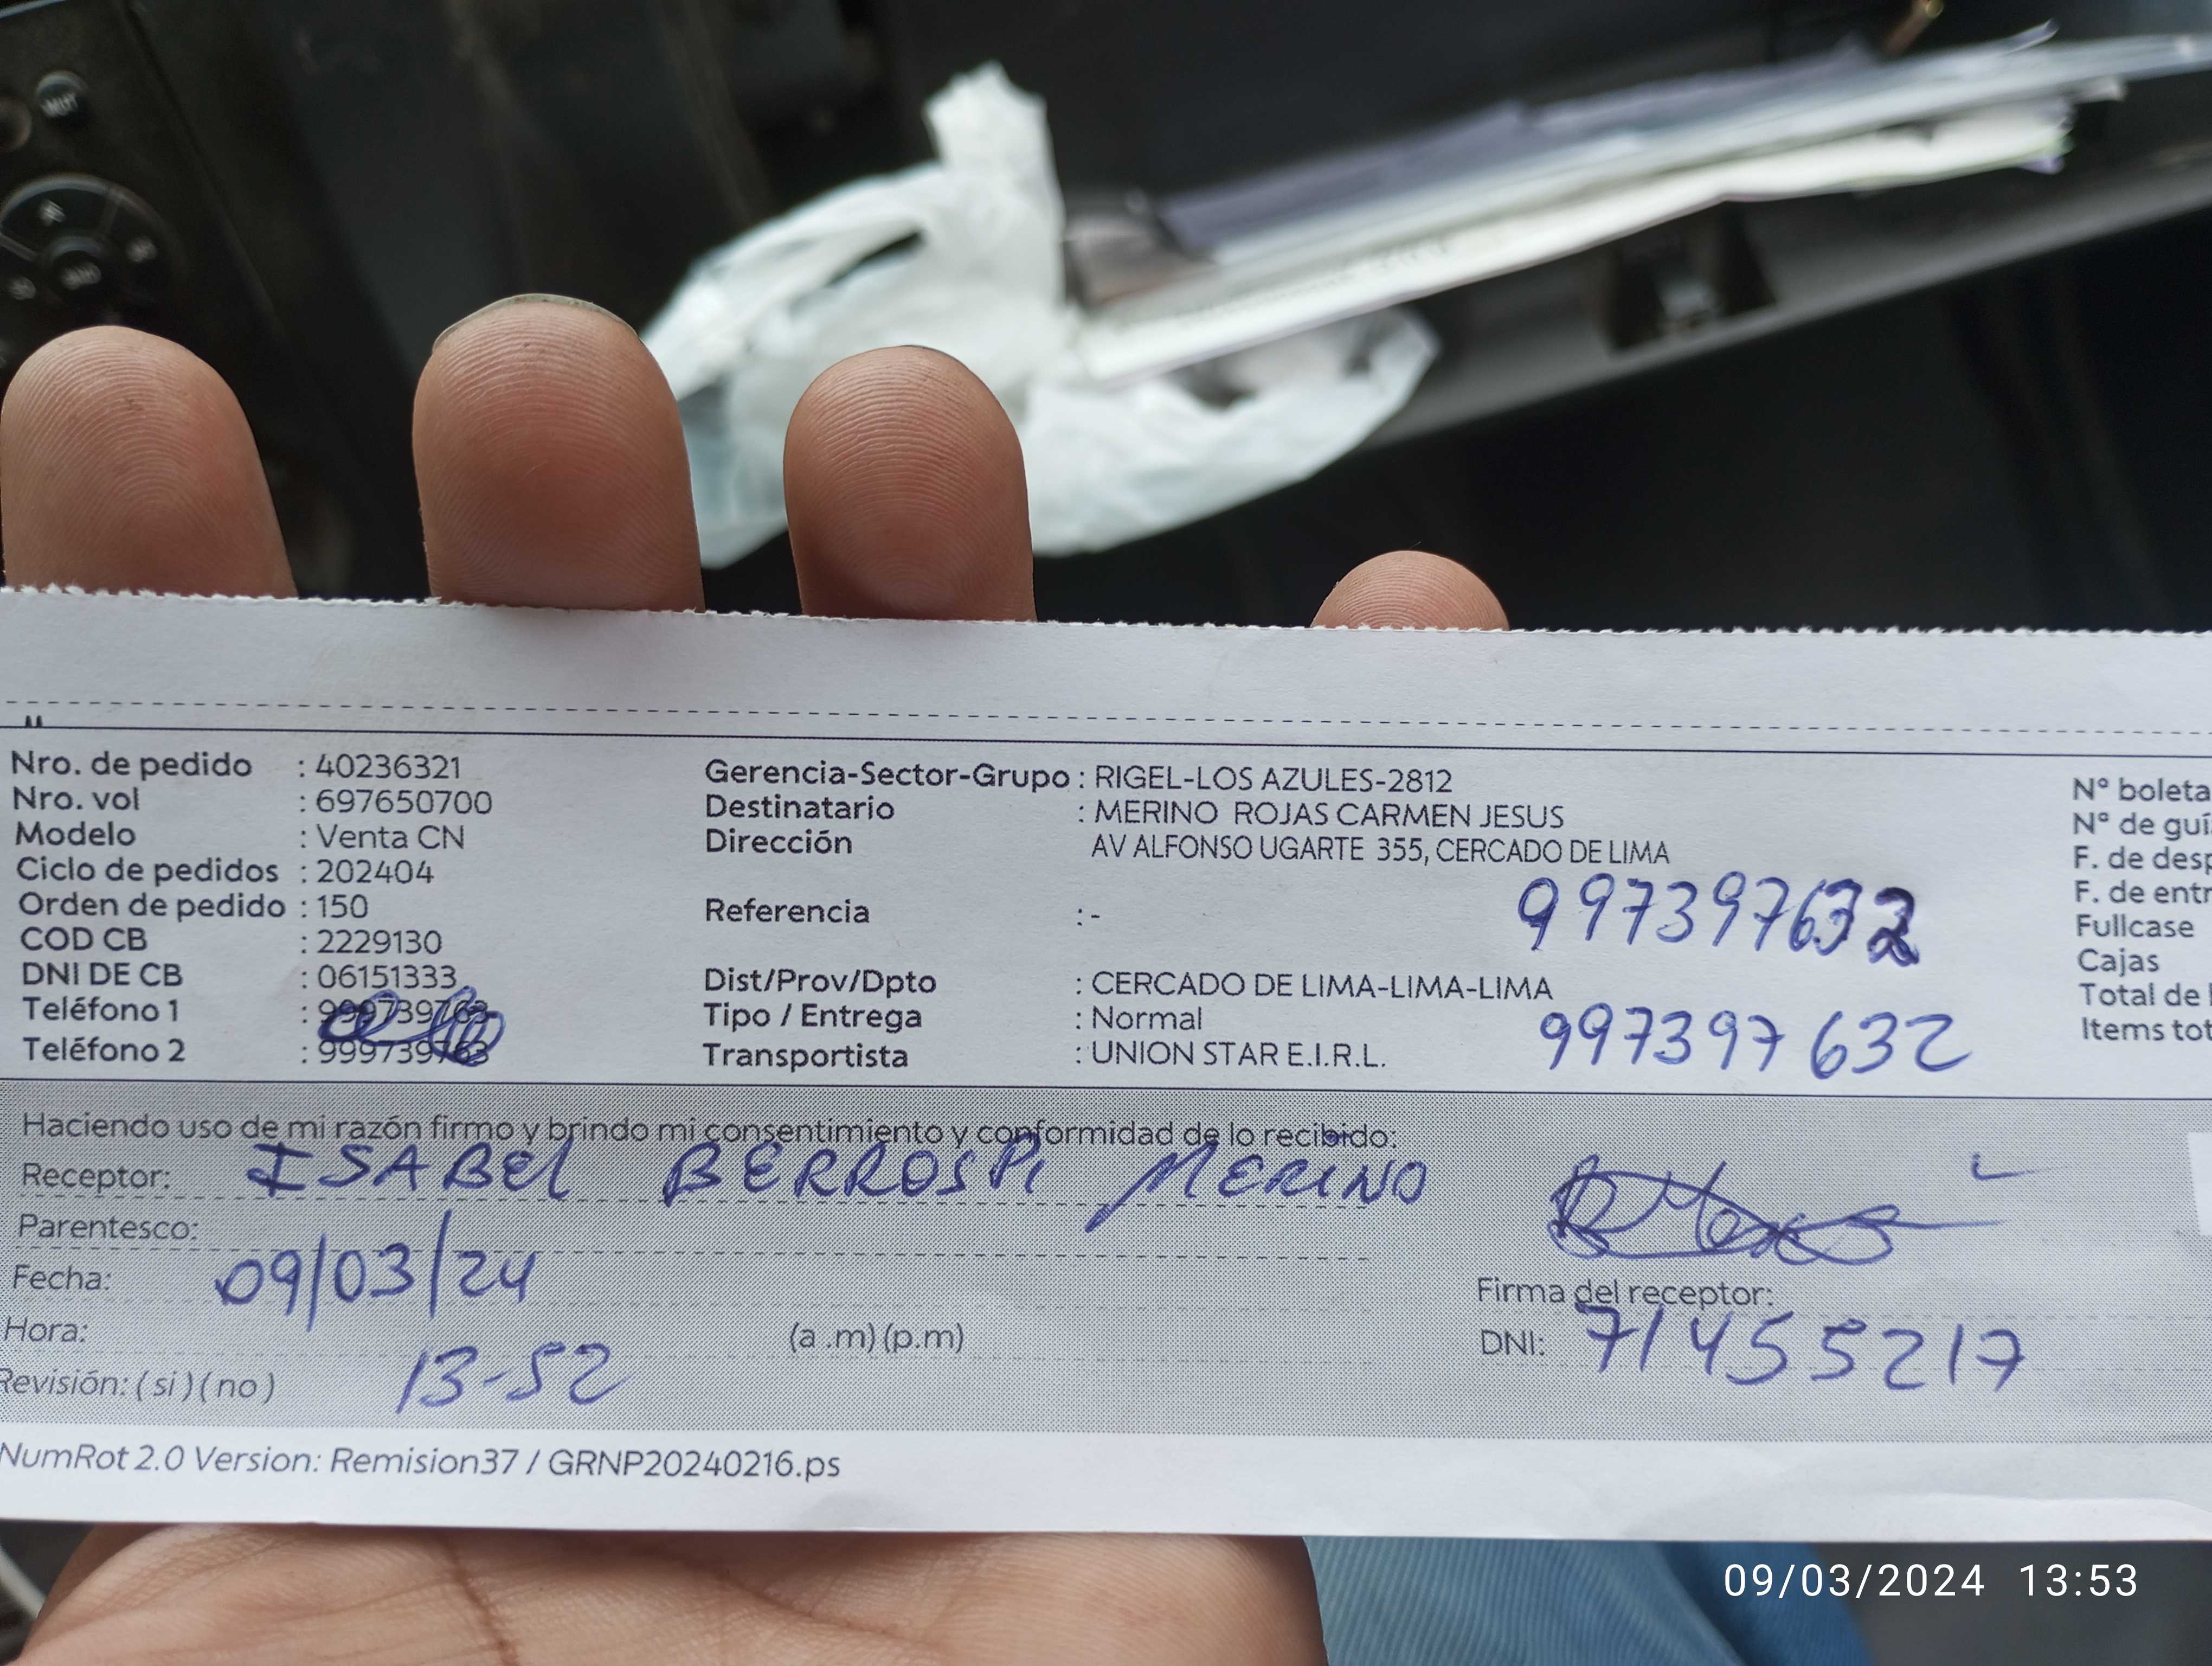 Nro. de pedido : 40236321
Nro. vol : 697650700
Modelo : Venta CN
Ciclo de pedidos : 202404
Orden de pedido : 150
COD CB : 2229130
DNI DE CB : 06151333
Teléfono 1 : 999739763
Teléfono 2 : 999739763
Gerencia-Sector-Grupo : RIGEL-LOS AZULES-2812
Destinatario : MERINO ROJAS CARMEN JESUS
Dirección AV ALFONSO UGARTE 355, CERCADO DE LIMA
Referencia : -
997397632
Dist/Prov/Dpto : CERCADO DE LIMA-LIMA-LIMA
Tipo / Entrega : Normal
997397632
Transportista : UNION STAR E.I.R.L.
Nº boleta
Nº de guí
F. de desp
F. de entr
Fullcase
Cajas
Total de
Items tot
Haciendo uso de mi razón firmo y brindo mi consentimiento y conformidad de lo recibido:
Receptor: ISABEl BERROSPI MERINO
Parentesco:
Fecha: 09/03/24
Hora: 13-52 (a .m) (p.m)
Revisión: ( si ) ( no )
Firma del receptor:
DNI: 71455217
NumRot 2.0 Version: Remision37 / GRNP20240216.ps
09/03/2024 13:53